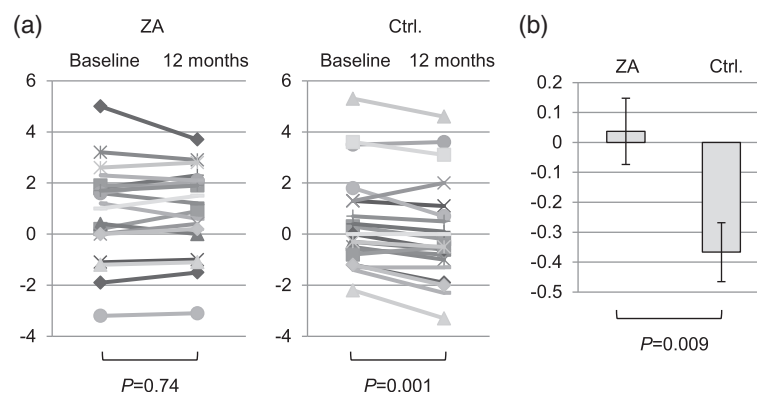 (a)
ZA
Baseline 12 months
6
4
2
0
-2
-4
P=0.74
Ctrl.
Baseline 12 months
6
4
2
0
-2
-4
P=0.001
(b)
ZA Ctrl.
0.2
0.1
0
-0.1
-0.2
-0.3
-0.4
-0.5
P=0.009